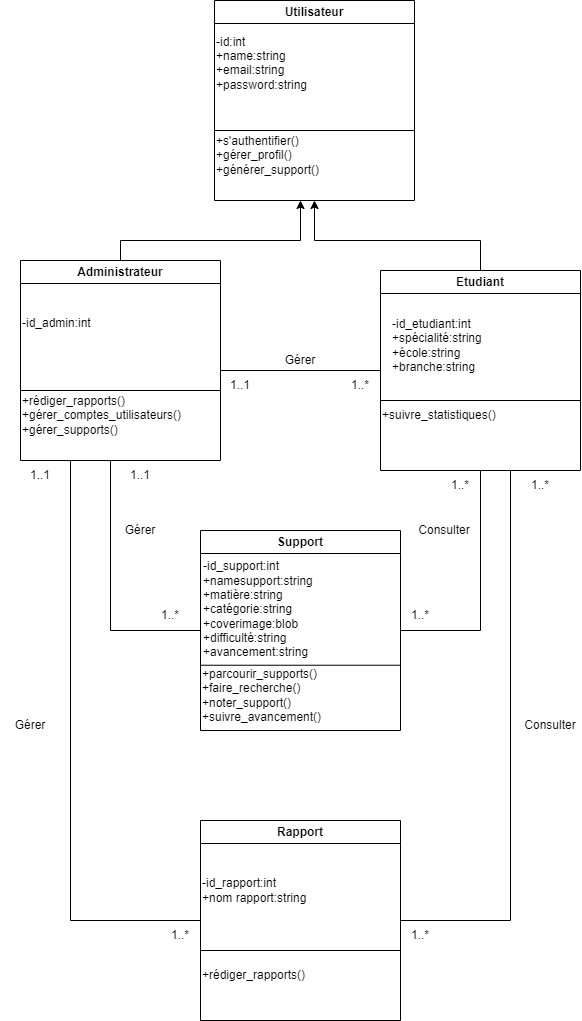 Utilisateur
-id:int
+name:string
+email:string
+password:string
+s'authentifier()
+gérer_profil()
+générer_support()
Administrateur
-id_admin:int
+rédiger_rapports()
+gérer_comptes_utilisateurs()
+gérer_supports()
Etudiant
-id_etudiant:int
+spécialité:string
+école:string
+branche:string
+suivre_statistiques()
Gérer
1..1
1..*
1..1
1..1
1..*
1..*
Gérer
Consulter
Support
-id_support:int
+namesupport:string
+matière:string
+catégorie:string
+coverimage:blob
+difficulté:string
+avancement:string
+parcourir_supports()
+faire_recherche()
+noter_support()
+suivre_avancement()
1..*
1..*
Gérer
Consulter
Rapport
-id_rapport:int
+nom rapport:string
+rédiger_rapports()
1..*
1..*